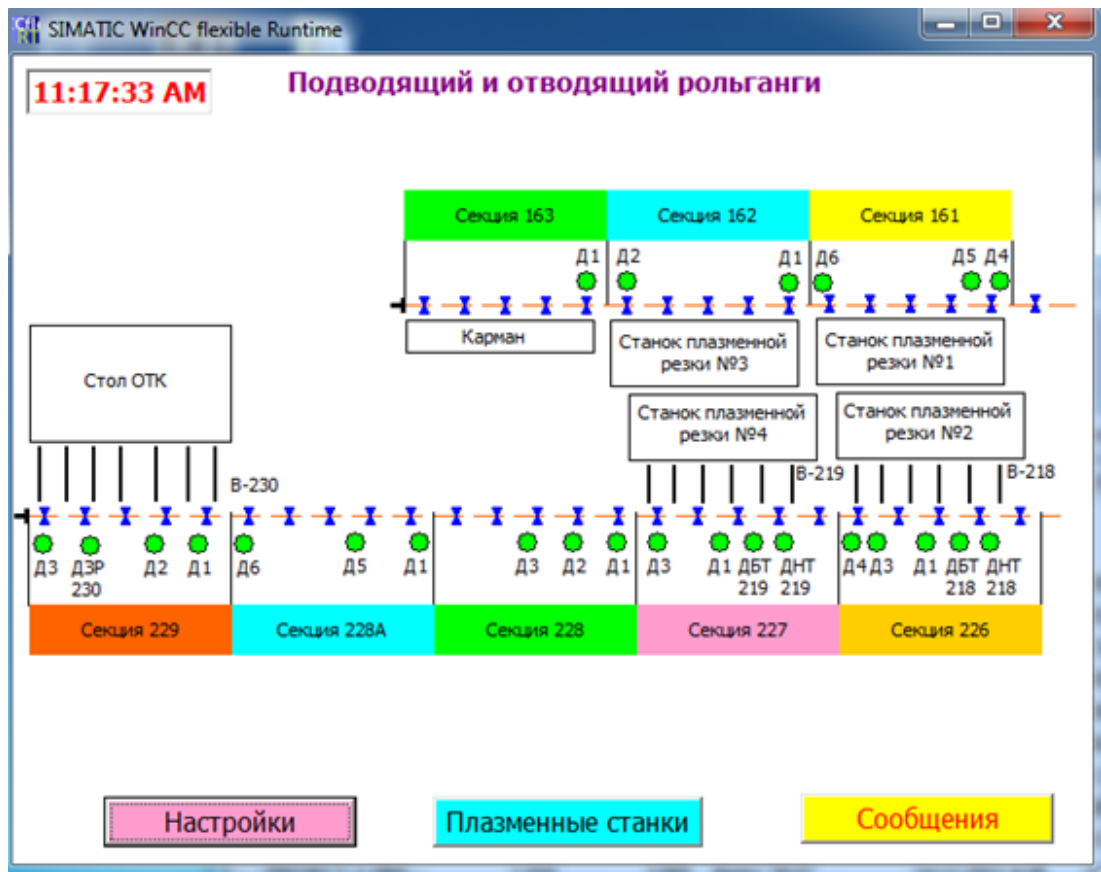 SIMATIC WinCC flexible Runtime
11:17:33 AM
Подводящий и отводящий рольганги
Секция 163
Секция 162
Секция 161
Д1 Д2 Д1 Д6 Д5 Д4
Карман
Станок плазменной
резки №3
Станок плазменной
резки №1
Стол ОТК
Станок плазменной
резки №4
Станок плазменной
резки №2
В-230
В-219
В-218
Д3 ДЗР Д2 Д1 Д6 Д5 Д1 Д3 Д2 Д1 Д3 Д1 ДБТ ДНТ Д4 Д3 Д1 ДБТ ДНТ
230 219 219 218 218
Секция 229
Секция 228А
Секция 228
Секция 227
Секция 226
Настройки
Плазменные станки
Сообщения